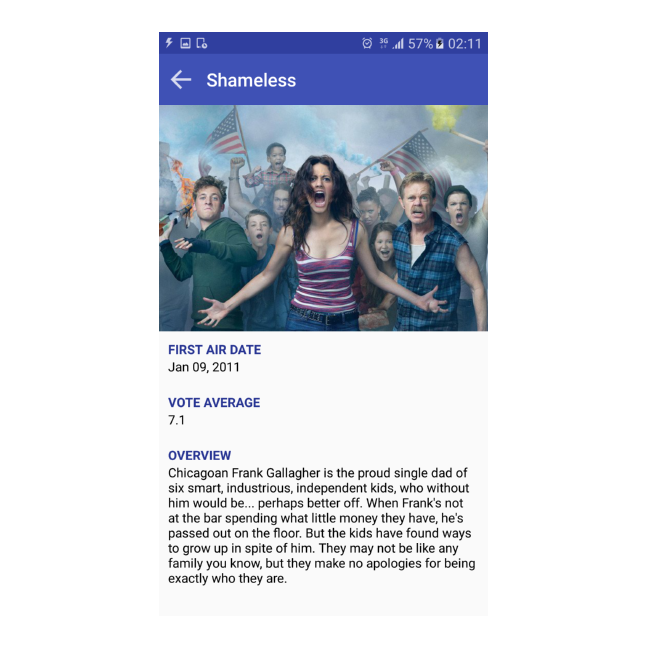 3G 57% 02:11
Shameless
FIRST AIR DATE
Jan 09, 2011
VOTE AVERAGE
7.1
OVERVIEW
Chicagoan Frank Gallagher is the proud single dad of
six smart, industrious, independent kids, who without
him would be... perhaps better off. When Frank's not
at the bar spending what little money they have, he's
passed out on the floor. But the kids have found ways
to grow up in spite of him. They may not be like any
family you know, but they make no apologies for being
exactly who they are.